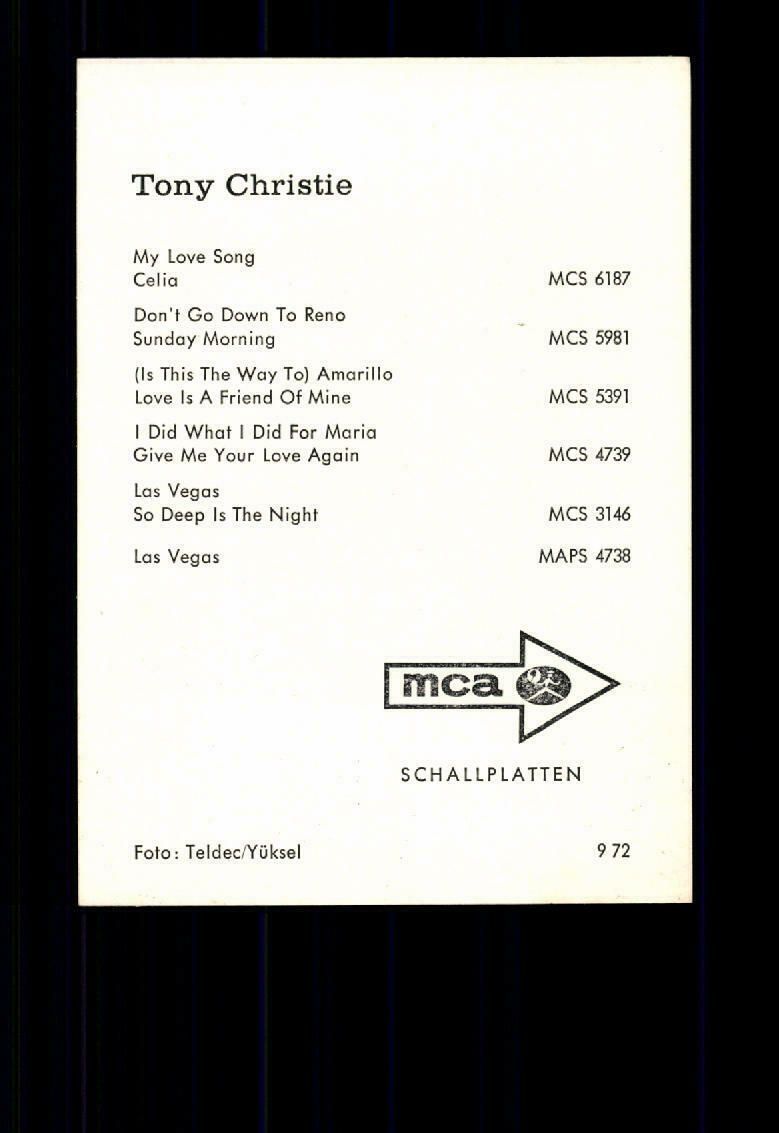 Tony Christie
My Love Song
Celia MCS 6187
Don't Go Down To Reno
Sunday Morning MCS 5981
(Is This The Way To) Amarillo
Love Is A Friend Of Mine MCS 5391
I Did What I Did For Maria
Give Me Your Love Again MCS 4739
Las Vegas
So Deep Is The Night MCS 3146
Las Vegas MAPS 4738
mca
SCHALLPLATTEN
Foto: Teldec/Yüksel 9 72